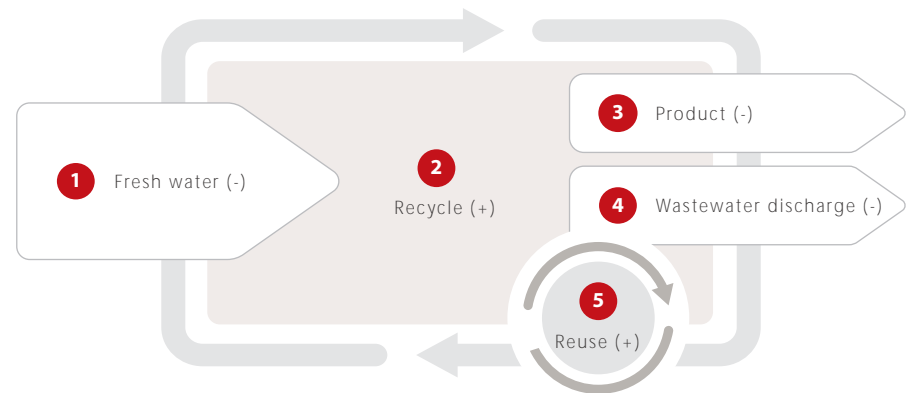 1 Fresh water (-)
2
Recycle (+)
3 Product (-)
4 Wastewater discharge (-)
5
Reuse (+)